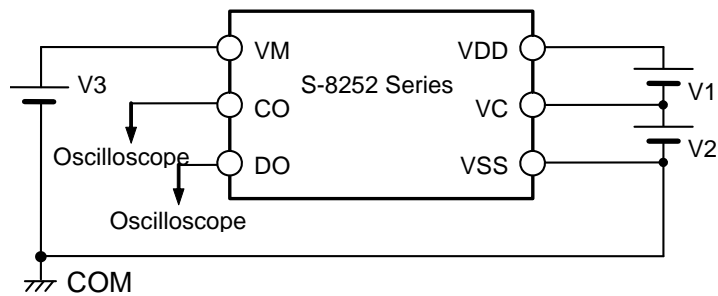 VM
VDD
V3
S-8252 Series
V1
CO
VC
Oscilloscope
V2
DO
VSS
Oscilloscope
COM